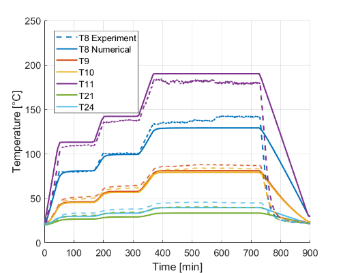 250
200
150
100
50
0
Temperature [°C]
T8 Experiment
T8 Numerical
T9
T10
T11
T21
T24
0 100 200 300 400 500 600 700 800 900
Time [min]